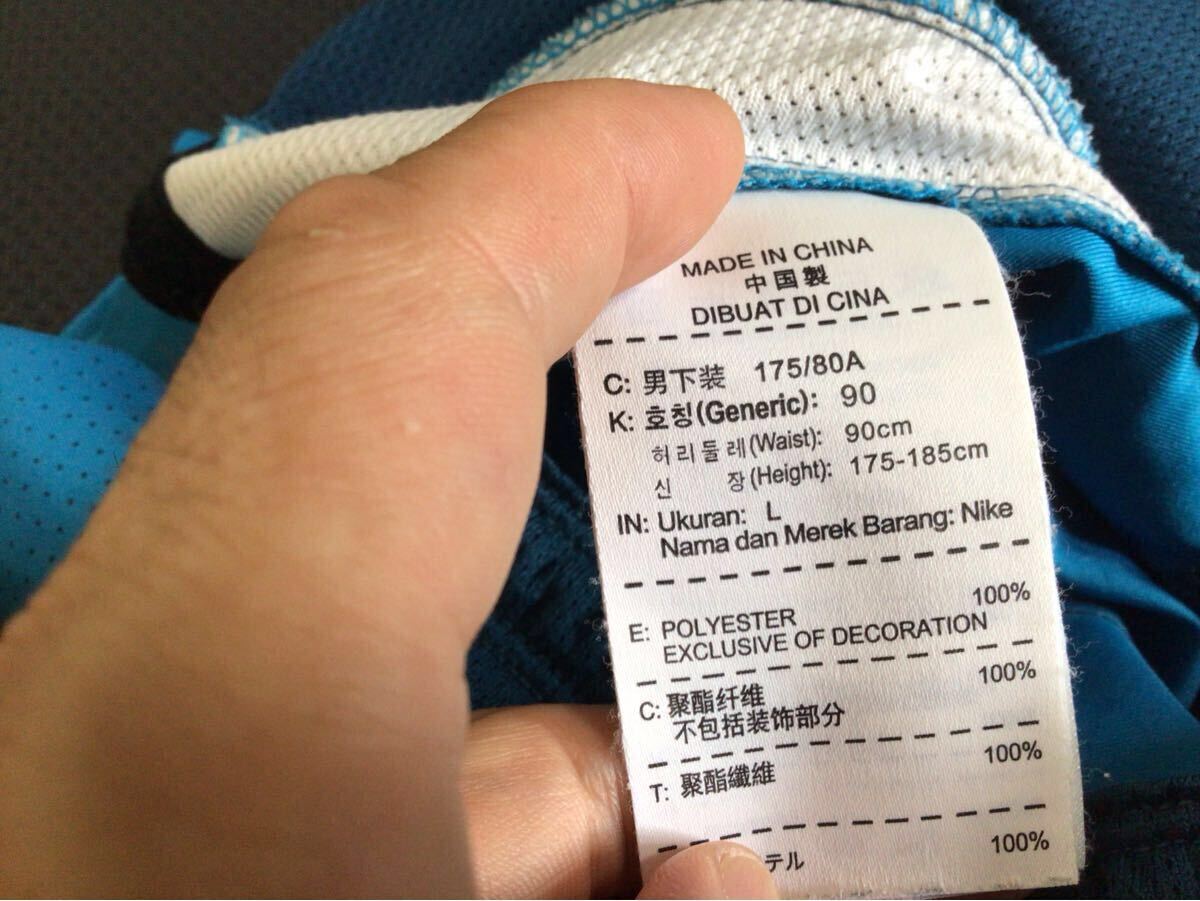 MADE IN CHINA
中国製
DIBUAT DI CINA
C: 男下装 175/80A
K: 호칭(Generic): 90
허리둘레(Waist): 90cm
신 장(Height): 175-185cm
IN: Ukuran: L
Nama dan Merek Barang: Nike
100%
E: POLYESTER
EXCLUSIVE OF DECORATION
100%
C: 聚酯纤维
不包括装饰部分
100%
T: 聚酯纖維
100%
テル